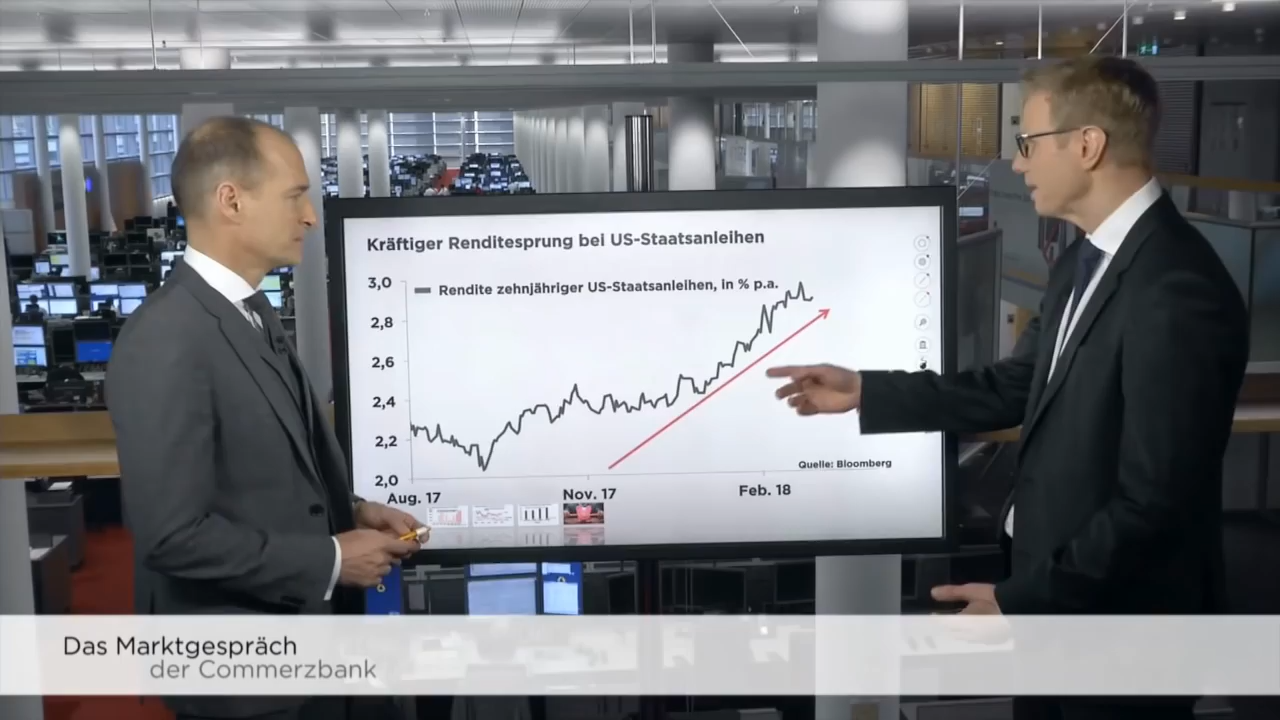 Kräftiger Renditesprung bei US-Staatsanleihen
3,0
Rendite zehnjähriger US-Staatsanleihen, in % p.a.
2,8
2,6
2,4
2,2
2,0
Quelle: Bloomberg
Aug. 17
Nov. 17
Feb. 18
Das Marktgespräch
der Commerzbank